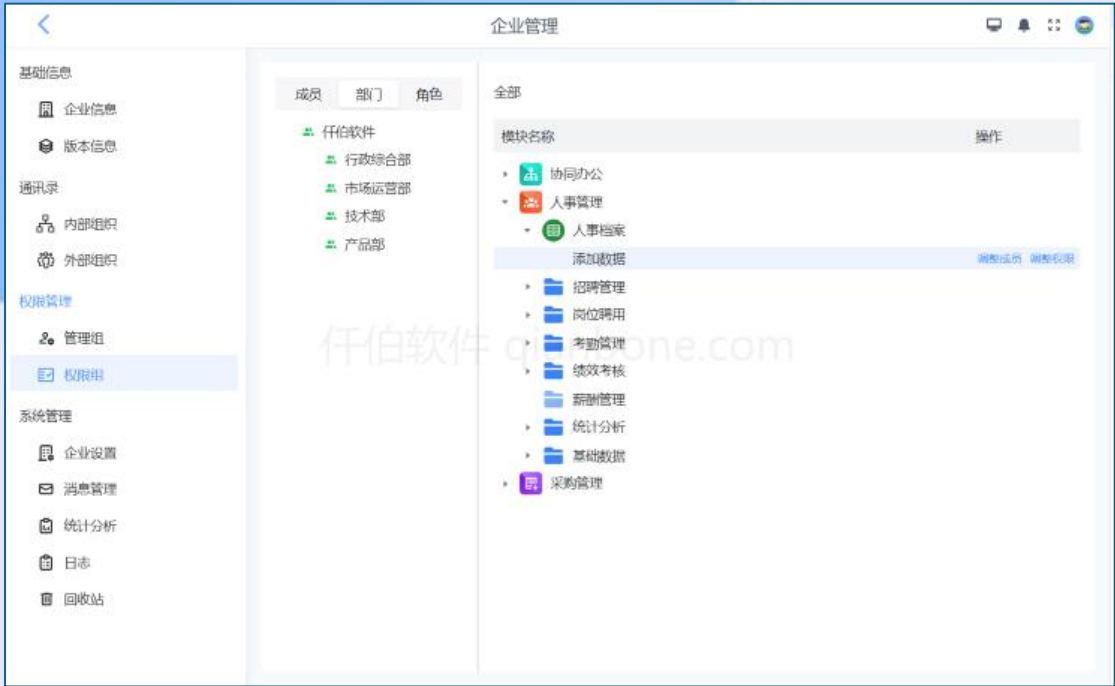 企业管理
基础信息
企业信息
版本信息
通讯录
内部组织
外部组织
权限管理
管理组
权限组
系统管理
企业设置
消息管理
统计分析
日志
回收站
成员 部门 角色
仟伯软件
行政综合部
市场运营部
技术部
产品部
全部
模块名称 操作
协同办公
人事管理
人事档案
添加数据 调整成员 调整权限
招聘管理
岗位聘用
考勤管理
绩效考核
薪酬管理
统计分析
基础数据
采购管理
仟伯软件 qianbone.com